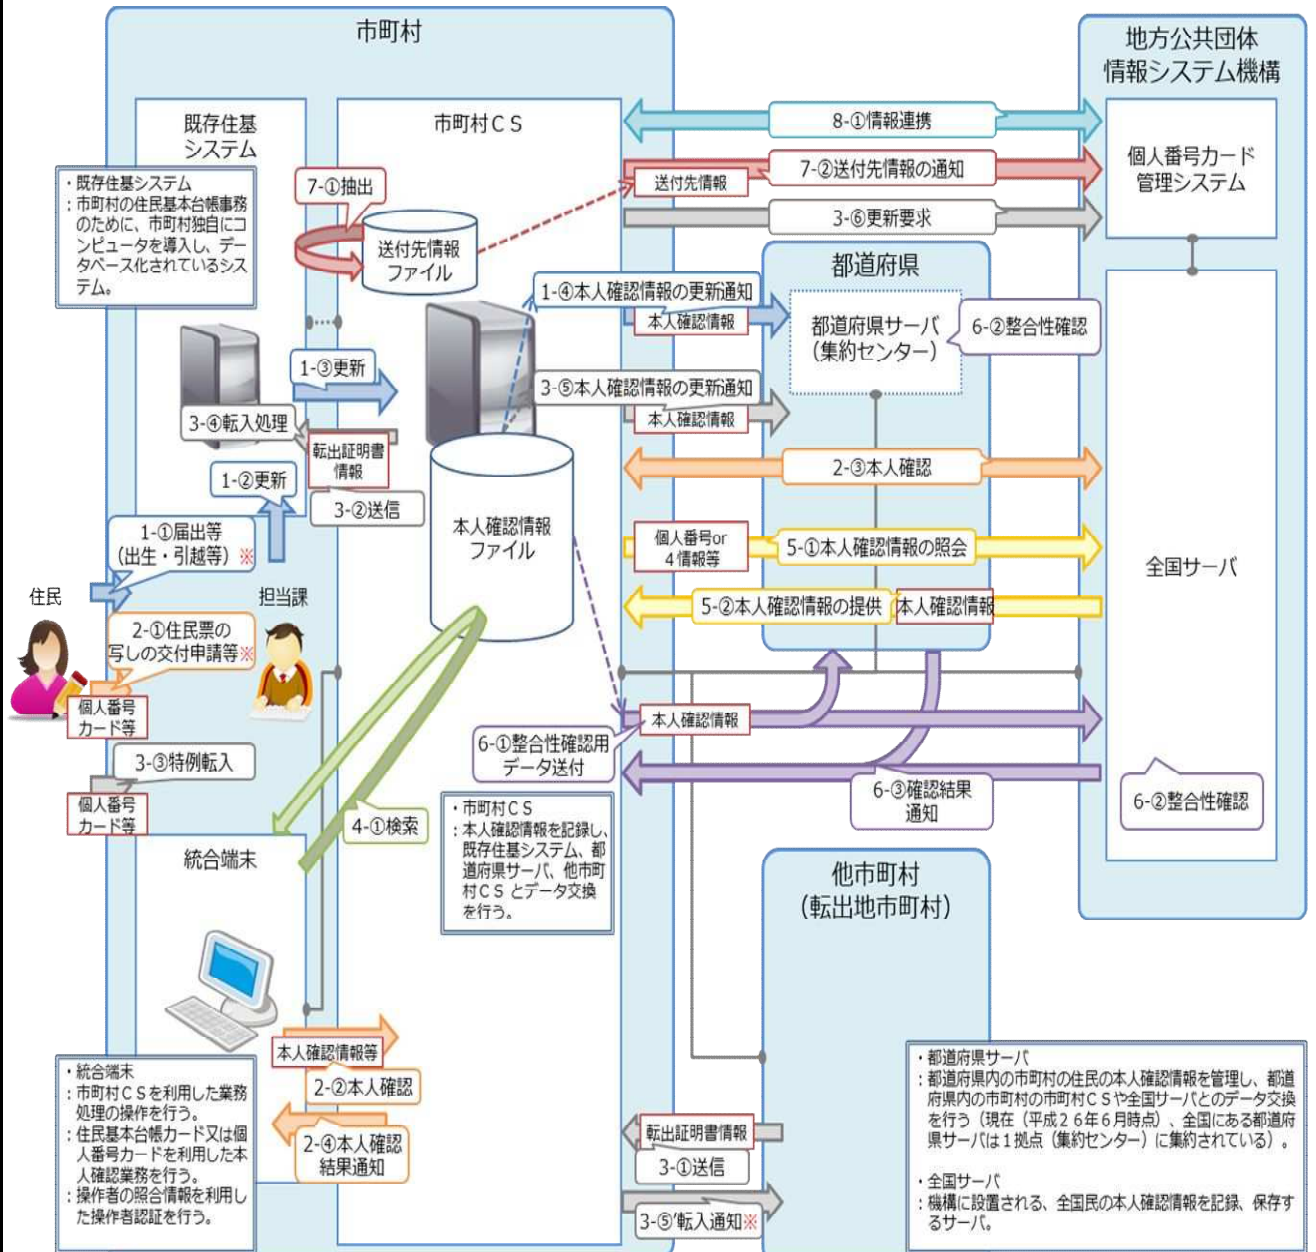 市町村
地方公共団体
情報システム機構
既存住基
システム
市町村ＣＳ
8-①情報連携
個人番号カード
管理システム
7-②送付先情報の通知
送付先情報
3-⑥更新要求
・既存住基システム
：市町村の住民基本台帳事務
のために、市町村独自にコ
ンピュータを導入し、デー
タベース化されているシス
テム。
7-①抽出
送付先情報
ファイル
都道府県
都道府県サーバ
（集約センター）
6-②整合性確認
1-④本人確認情報の更新通知
本人確認情報
1-③更新
3-⑤本人確認情報の更新通知
本人確認情報
3-④転入処理
転出証明書
情報
3-②送信
1-②更新
2-③本人確認
本人確認情報
ファイル
個人番号or
４情報等
5-①本人確認情報の照会
全国サーバ
5-②本人確認情報の提供
本人確認情報
1-①届出等
（出生・引越等）※
住民
担当課
2-①住民票の
写しの交付申請等※
個人番号
カード等
3-③特例転入
個人番号
カード等
本人確認情報
6-①整合性確認用
データ送付
6-③確認結果
通知
6-②整合性確認
4-①検索
・市町村ＣＳ
：本人確認情報を記録し、
既存住基システム、都
道府県サーバ、他市町
村ＣＳ とデータ交換
を行う。
統合端末
他市町村
（転出地市町村）
本人確認情報等
2-②本人確認
2-④本人確認
結果通知
・統合端末
：市町村ＣＳを利用した業務
処理の操作を行う。
：住民基本台帳カード又は個
人番号カードを利用した本
人確認業務を行う。
：操作者の照合情報を利用し
た操作者認証を行う。
転出証明書情報
3-①送信
3-⑤’転入通知※
・都道府県サーバ
：都道府県内の市町村の住民の本人確認情報を管理し、都道
府県内の市町村の市町村ＣＳや全国サーバとのデータ交換
を行う（現在（平成２６年６月時点）、全国にある都道府
県サーバは１拠点（集約センター）に集約されている）。
・全国サーバ
：機構に設置される、全国民の本人確認情報を記録、保存す
るサーバ。